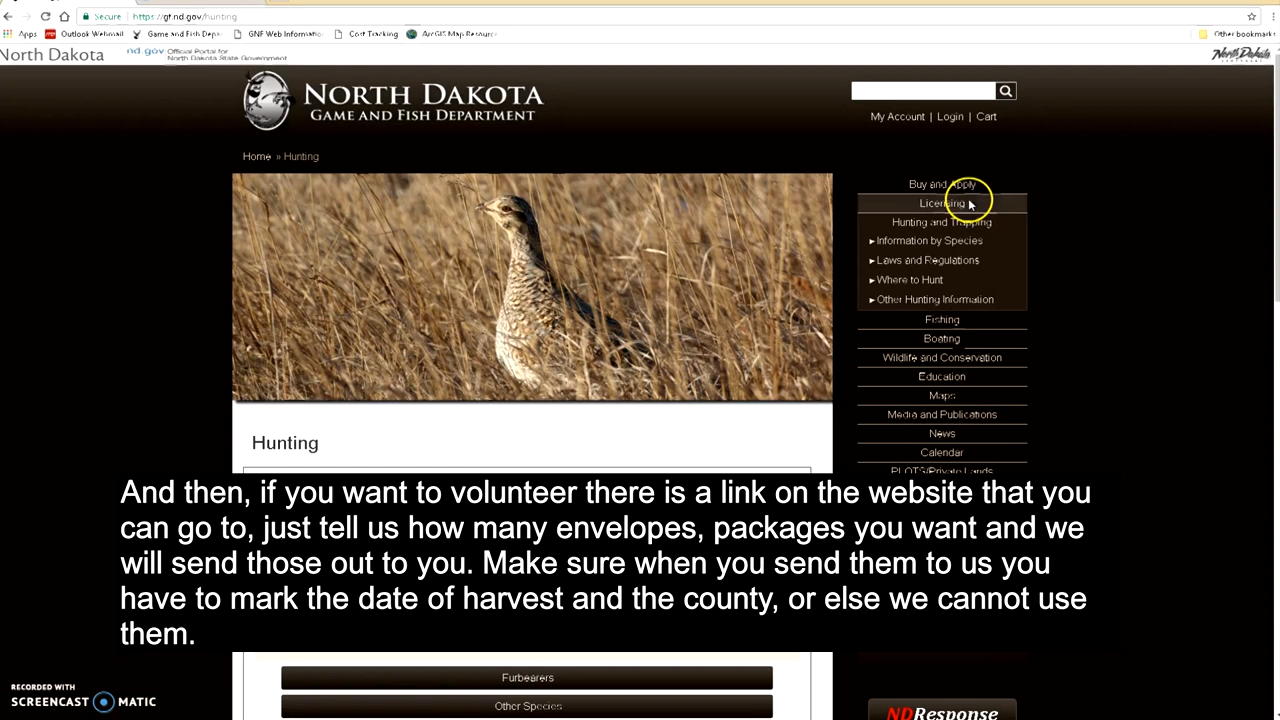 Secure https://gf.nd.gov/hunting
Apps Outlook Webmail Game and Fish Depa GNF Web Information Cost Tracking ArcGIS Map Resource Other bookmarks
North Dakota nd.gov Official Portal for
North Dakota State Government
North Dakota
NORTH DAKOTA
GAME AND FISH DEPARTMENT
My Account | Login | Cart
Home » Hunting
Buy and Apply
Licensing
Hunting and Trapping
▸Information by Species
▸Laws and Regulations
▸Where to Hunt
▸Other Hunting Information
Fishing
Boating
Wildlife and Conservation
Education
Maps
Media and Publications
News
Calendar
PLOTS/Private Lands
Hunting
And then, if you want to volunteer there is a link on the website that you
can go to, just tell us how many envelopes, packages you want and we
will send those out to you. Make sure when you send them to us you
have to mark the date of harvest and the county, or else we cannot use
them.
Furbearers
Other Species
NDResponse
RECORDED WITH
SCREENCAST MATIC